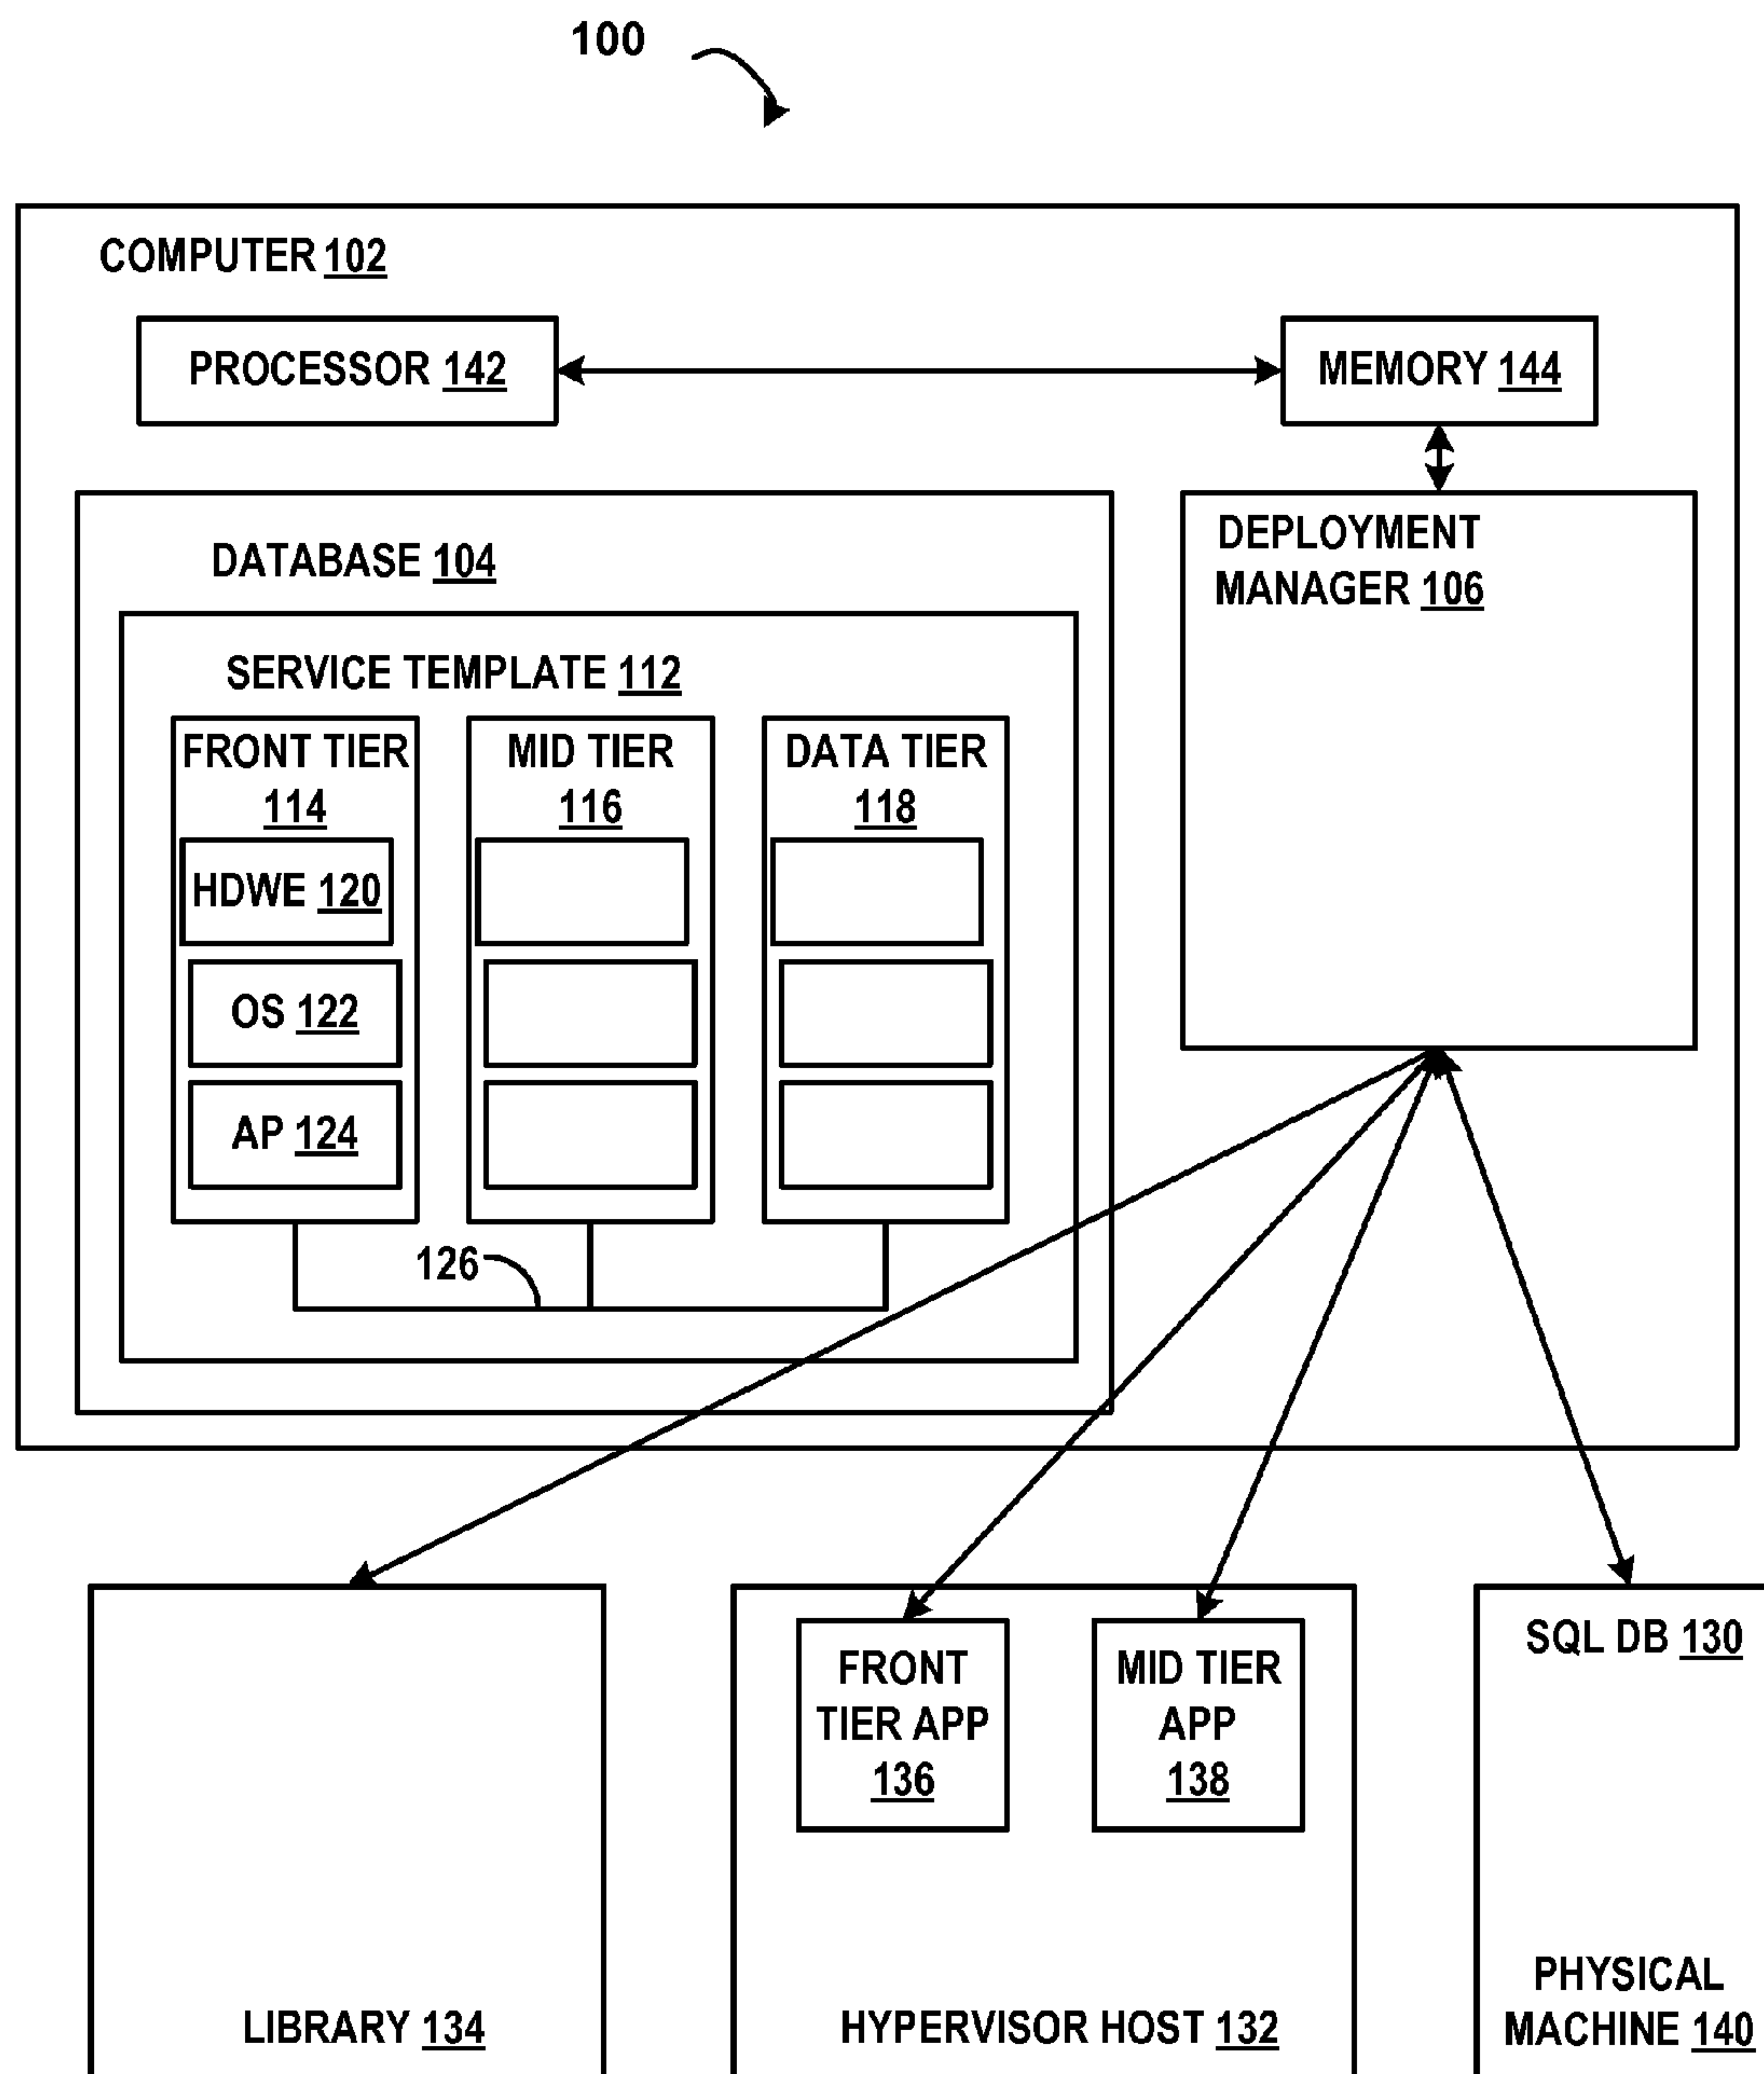 100
COMPUTER 102
PROCESSOR 142
MEMORY 144
DATABASE 104
DEPLOYMENT
MANAGER 106
SERVICE TEMPLATE 112
FRONT TIER
114
MID TIER
116
DATA TIER
118
HDWE 120
OS 122
AP 124
126
FRONT
TIER APP
136
MID TIER
APP
138
SQL DB 130
LIBRARY 134
HYPERVISOR HOST 132
PHYSICAL
MACHINE 140